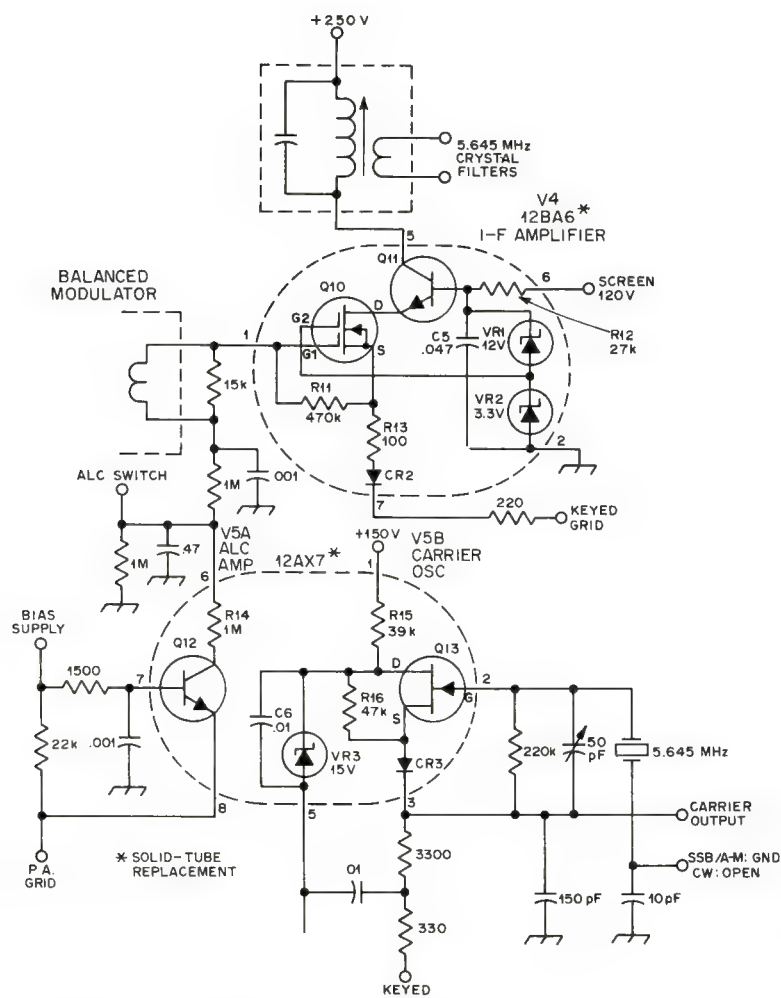 +250V
5.645 MHz
CRYSTAL
FILTERS
V4
12BA6*
I-F AMPLIFIER
5
Q11
6
SCREEN
120V
BALANCED
MODULATOR
Q10
D
G2
G1
S
1
C5
.047
VR1
12V
R12
27k
15k
R11
470k
R13
100
VR2
3.3V
2
CR2
7
220
KEYED
GRID
ALC SWITCH
1M
.001
.47
1M
V5A
ALC
AMP
6
12AX7*
+150V
1
V5B
CARRIER
OSC
R14
1M
R15
39k
BIAS
SUPPLY
Q12
Q13
1500
7
D
2
G
S
R16
47k
C6
.01
22k
.001
VR3
15V
CR3
220k
50
pF
5.645 MHz
8
5
3
CARRIER
OUTPUT
P.A.
GRID
* SOLID-TUBE
REPLACEMENT
3300
SSB/A-M: GND
CW: OPEN
.01
150 pF
10pF
330
KEYED